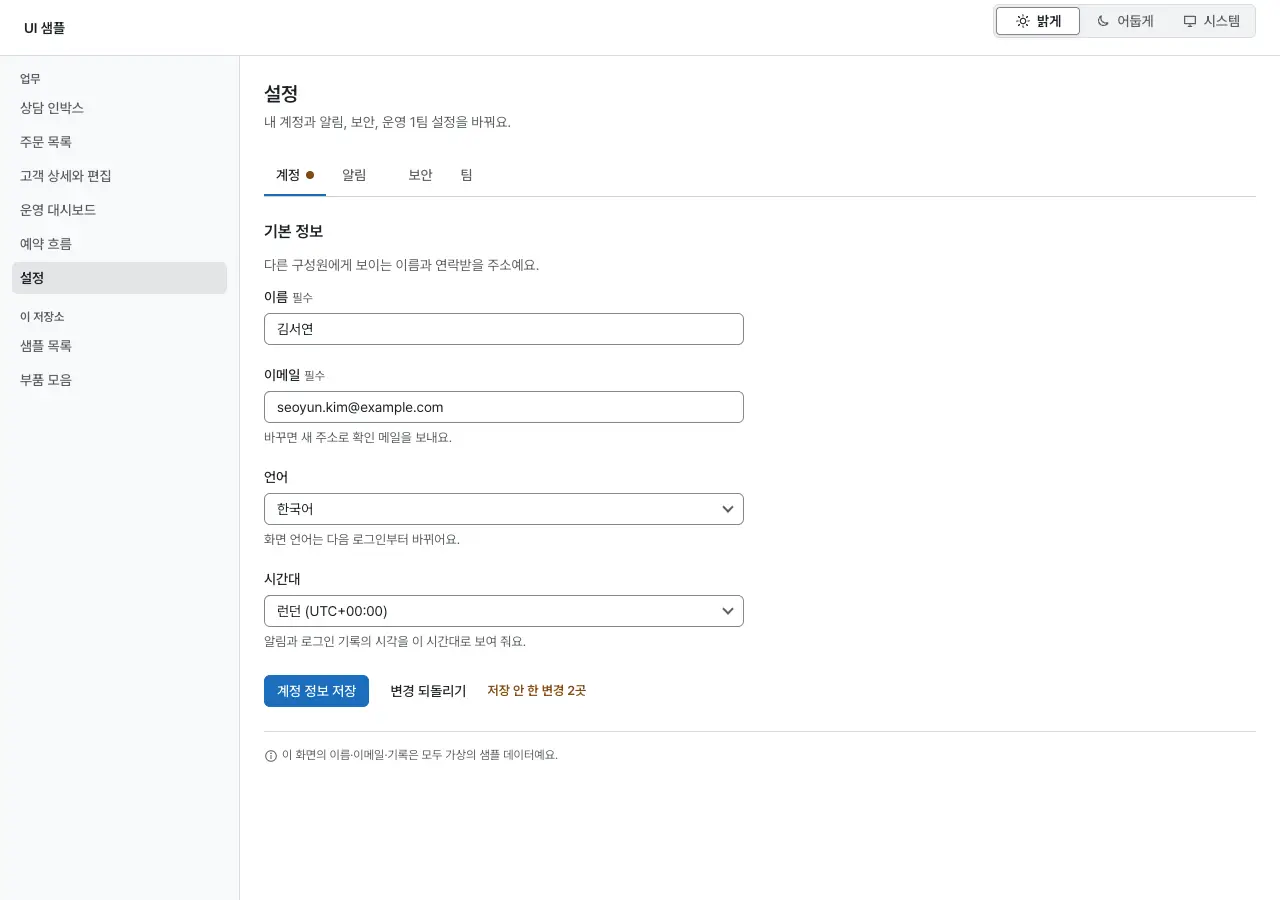 UI 샘플
밝게
어둡게
시스템
업무
상담 인박스
주문 목록
고객 상세와 편집
운영 대시보드
예약 흐름
설정
이 저장소
샘플 목록
부품 모음
설정
내 계정과 알림, 보안, 운영 1팀 설정을 바꿔요.
계정
알림
보안
팀
기본 정보
다른 구성원에게 보이는 이름과 연락받을 주소예요.
이름 필수
김서연
이메일 필수
seoyun.kim@example.com
바꾸면 새 주소로 확인 메일을 보내요.
언어
한국어
화면 언어는 다음 로그인부터 바뀌어요.
시간대
런던 (UTC+00:00)
알림과 로그인 기록의 시각을 이 시간대로 보여 줘요.
계정 정보 저장
변경 되돌리기
저장 안 한 변경 2곳
이 화면의 이름·이메일·기록은 모두 가상의 샘플 데이터예요.